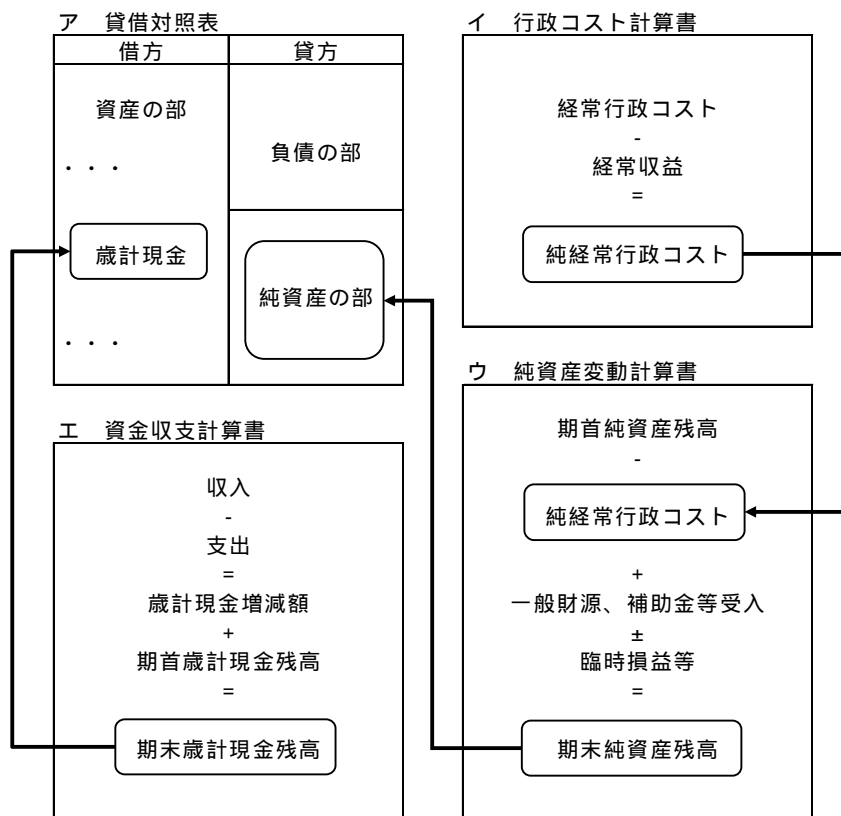 ア 貸借対照表
借方 貸方
資産の部
・・・
歳計現金
・・・
負債の部
純資産の部
イ 行政コスト計算書
経常行政コスト
-
経常収益
=
純経常行政コスト
エ 資金収支計算書
収入
-
支出
=
歳計現金増減額
+
期首歳計現金残高
=
期末歳計現金残高
ウ 純資産変動計算書
期首純資産残高
-
純経常行政コスト
+
一般財源、補助金等受入
±
臨時損益等
=
期末純資産残高